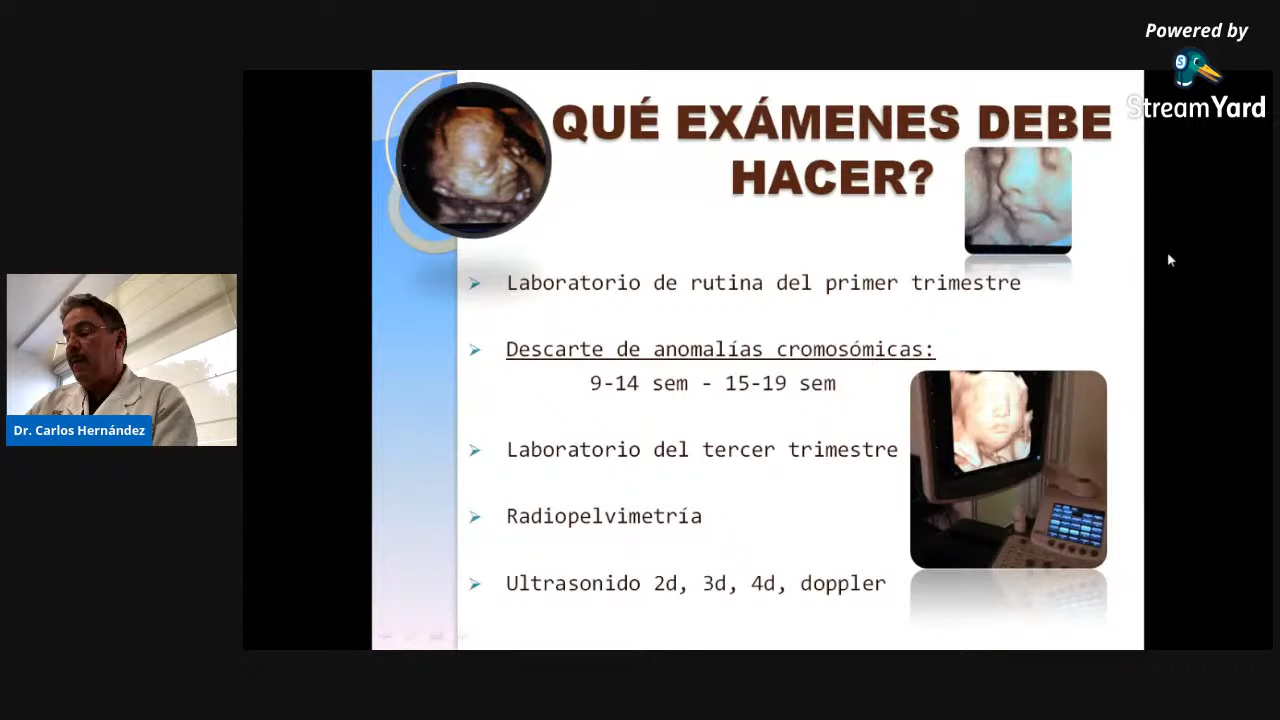 Powered by
StreamYard
QUÉ EXÁMENES DEBE
HACER?
Laboratorio de rutina del primer trimestre
Descarte de anomalías cromosómicas:
9-14 sem - 15-19 sem
Laboratorio del tercer trimestre
Radiopelvimetría
Ultrasonido 2d, 3d, 4d, doppler
Dr. Carlos Hernández